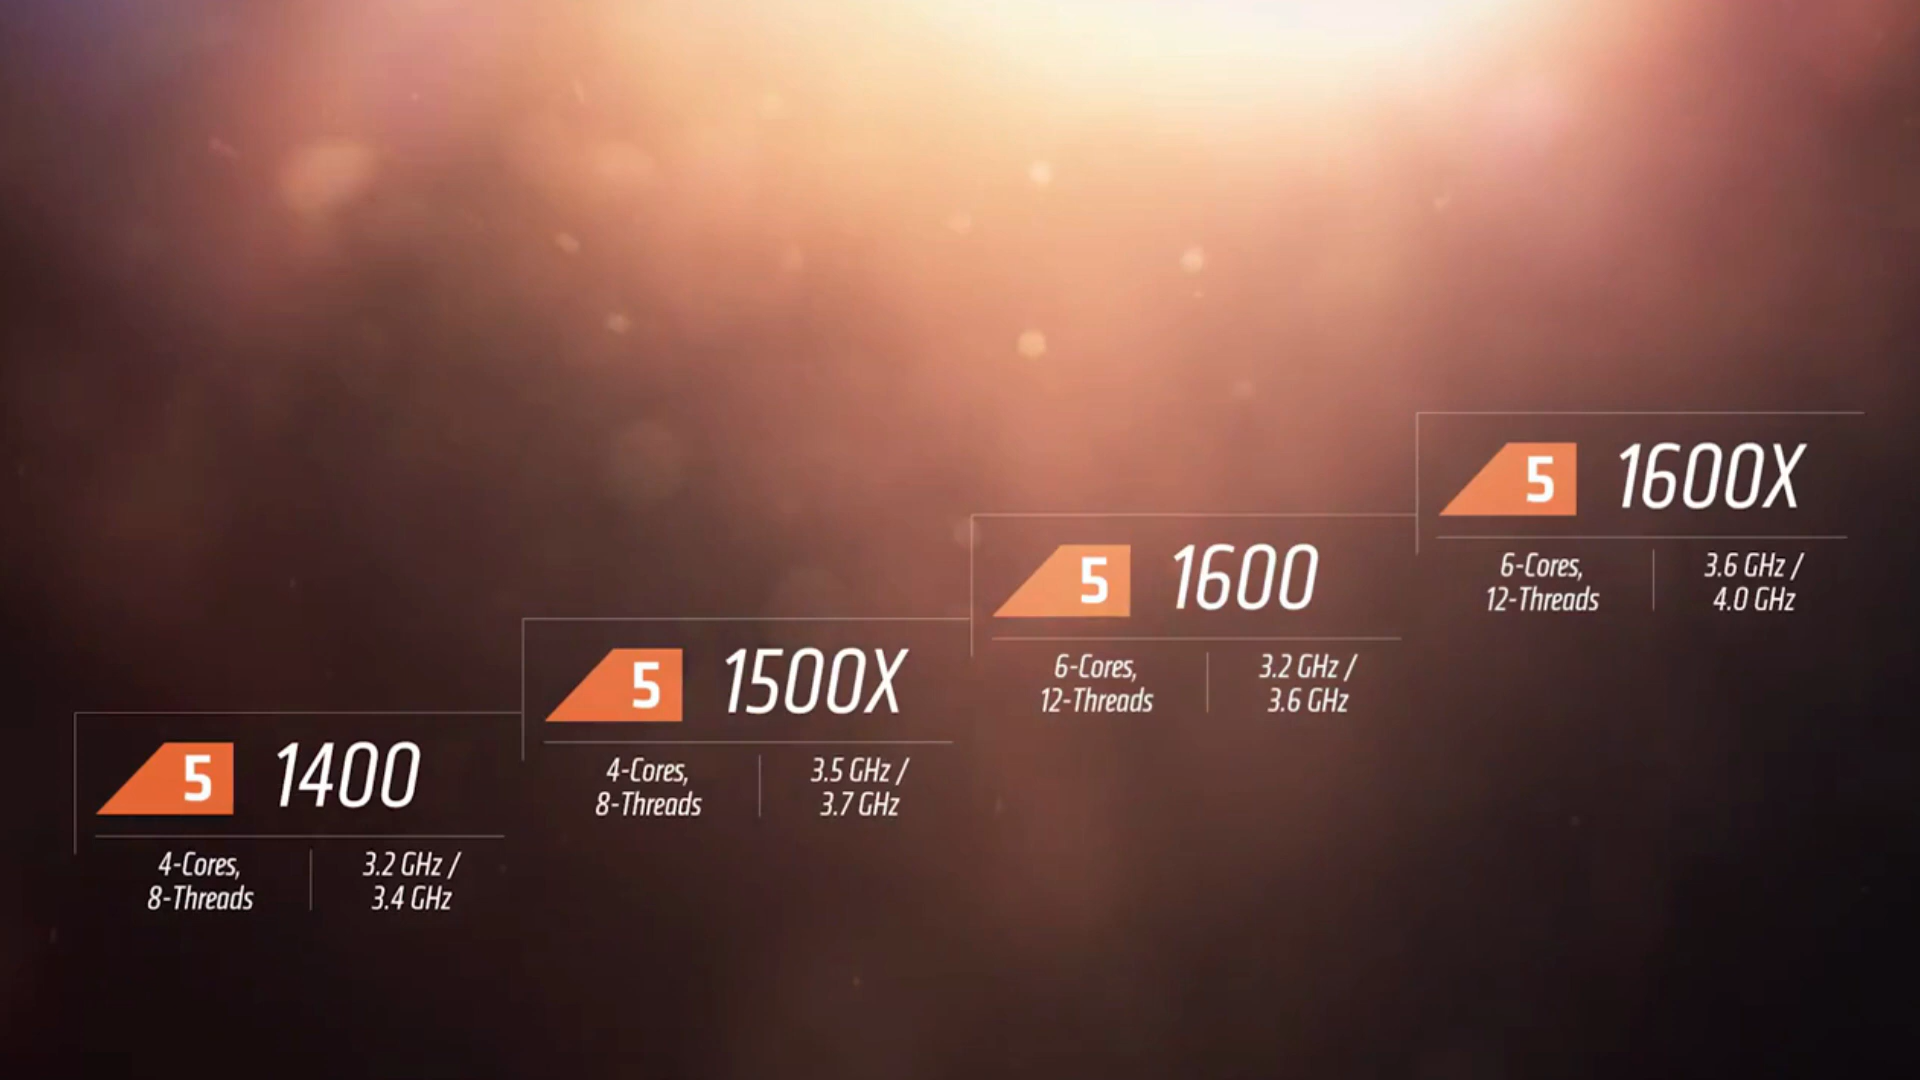 5 1400
4-Cores,
8-Threads
3.2 GHz /
3.4 GHz
5 1500X
4-Cores,
8-Threads
3.5 GHz /
3.7 GHz
5 1600
6-Cores,
12-Threads
3.2 GHz /
3.6 GHz
5 1600X
6-Cores,
12-Threads
3.6 GHz /
4.0 GHz